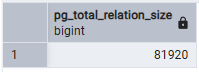 pg_total_relation_size
bigint
1 81920